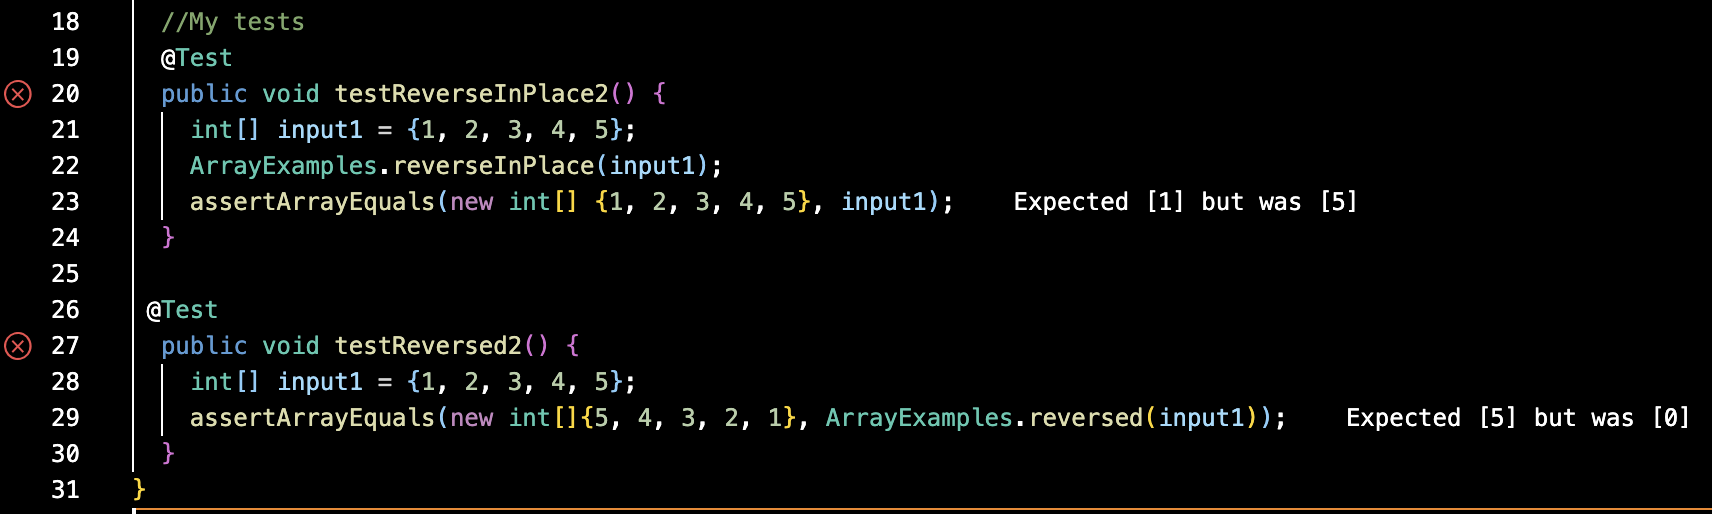 18 //My tests
19 @Test
20 public void testReverseInPlace2() {
21 int[] input1 = {1, 2, 3, 4, 5};
22 ArrayExamples.reverseInPlace(input1);
23 assertArrayEquals(new int[] {1, 2, 3, 4, 5}, input1); Expected [1] but was [5]
24 }
25
26 @Test
27 public void testReversed2() {
28 int[] input1 = {1, 2, 3, 4, 5};
29 assertArrayEquals(new int[]{5, 4, 3, 2, 1}, ArrayExamples.reversed(input1)); Expected [5] but was [0]
30 }
31 }